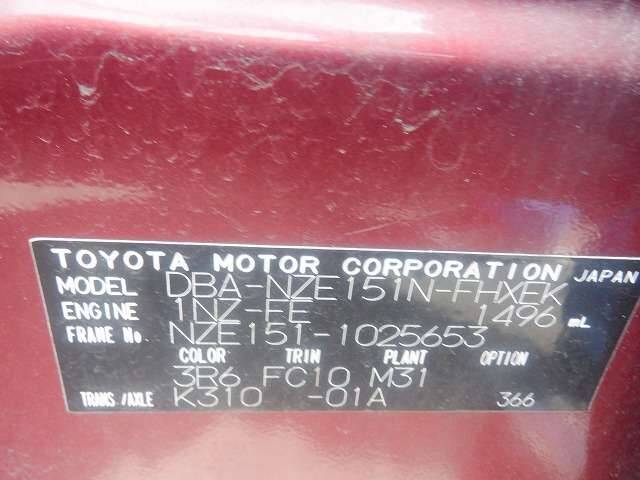 TOYOTA MOTOR CORPORATION JAPAN
MODEL DBA-NZE151N-FHXEK
ENGINE 1NZ-FE 1496 mL
FRAME No NZE151-1025653
COLOR TRIN PLANT OPTION
3R6 FC10 M31
TRANS/AXLE K310 -01A 366